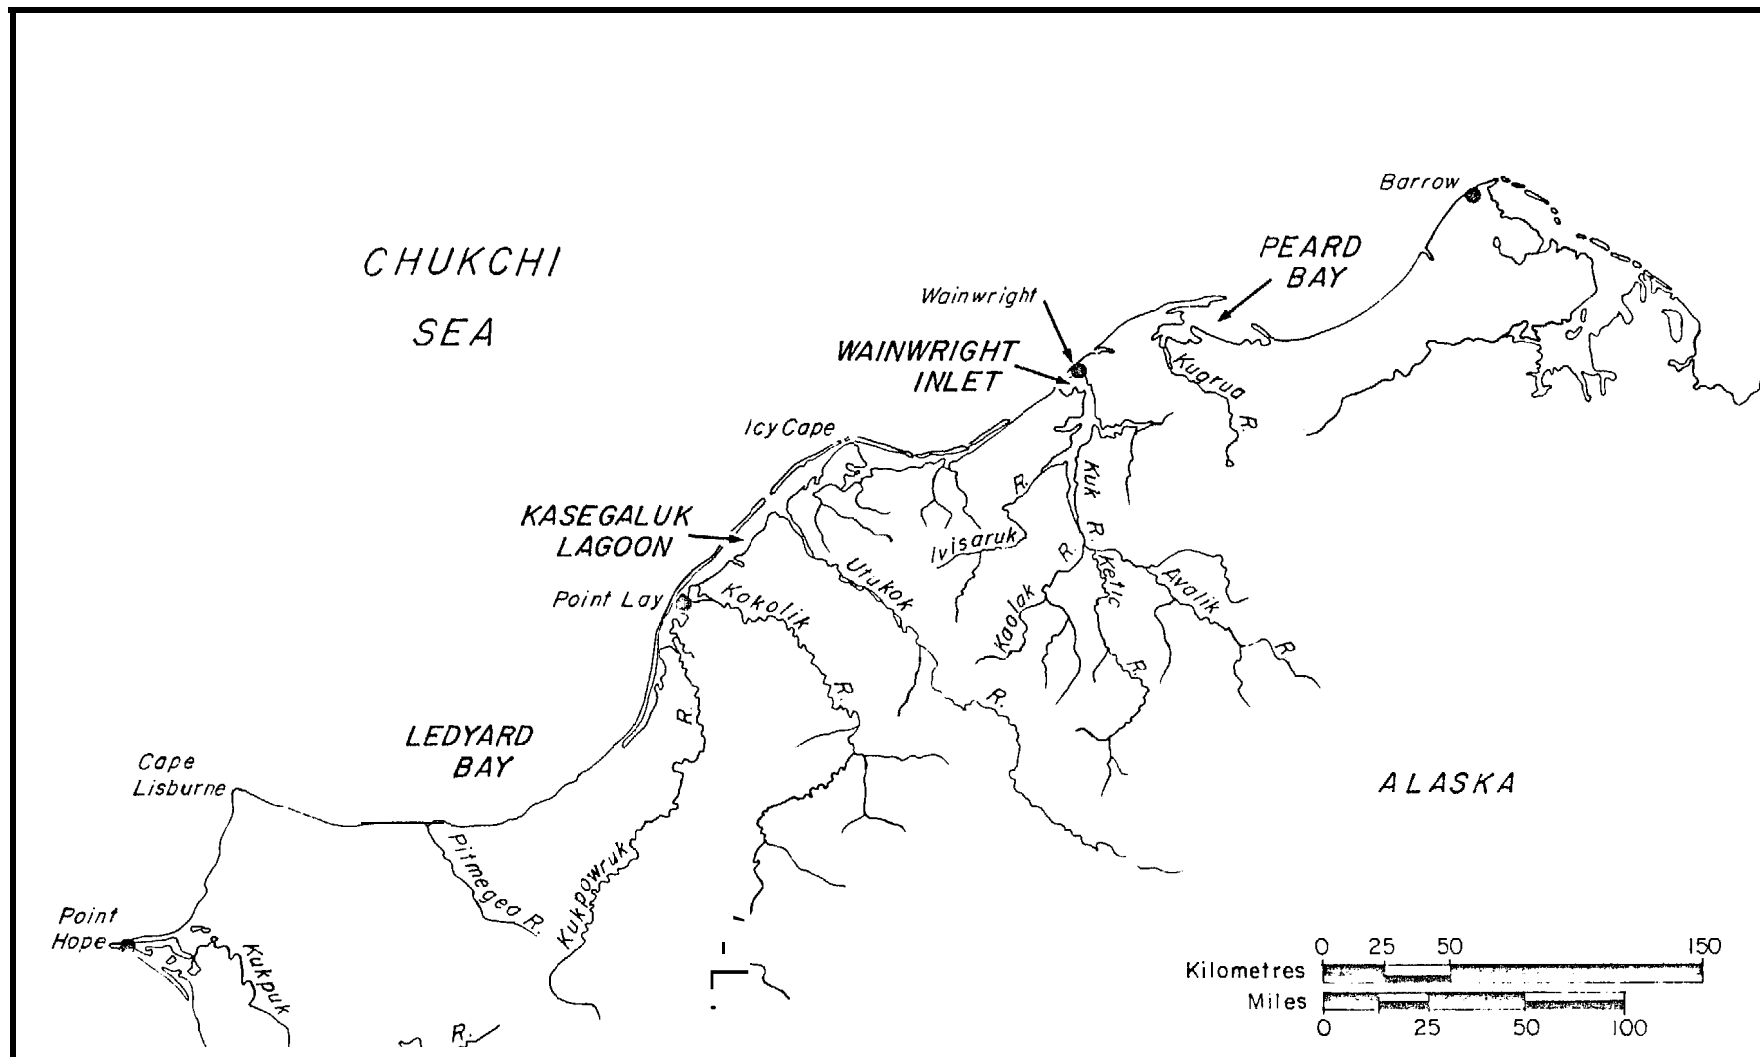 Barrow
CHUKCHI
SEA
PEARD
BAY
Wainwright
WAINWRIGHT
INLET
Kugrua
R.
Icy Cape
Kuk
R.
R.
Ivisaruk
KASEGALUK
LAGOON
R.
Kaolak
Ketic
R.
Avalik
R.
Utukok
R.
Point Lay
Kokolik
R.
R.
Kukpowruk
LEDYARD
BAY
Cape
Lisburne
ALASKA
Pitmegea R.
Point
Hope
Kukpuk
R.
0 25 50 150
Kilometres
Miles
0 25 50 100